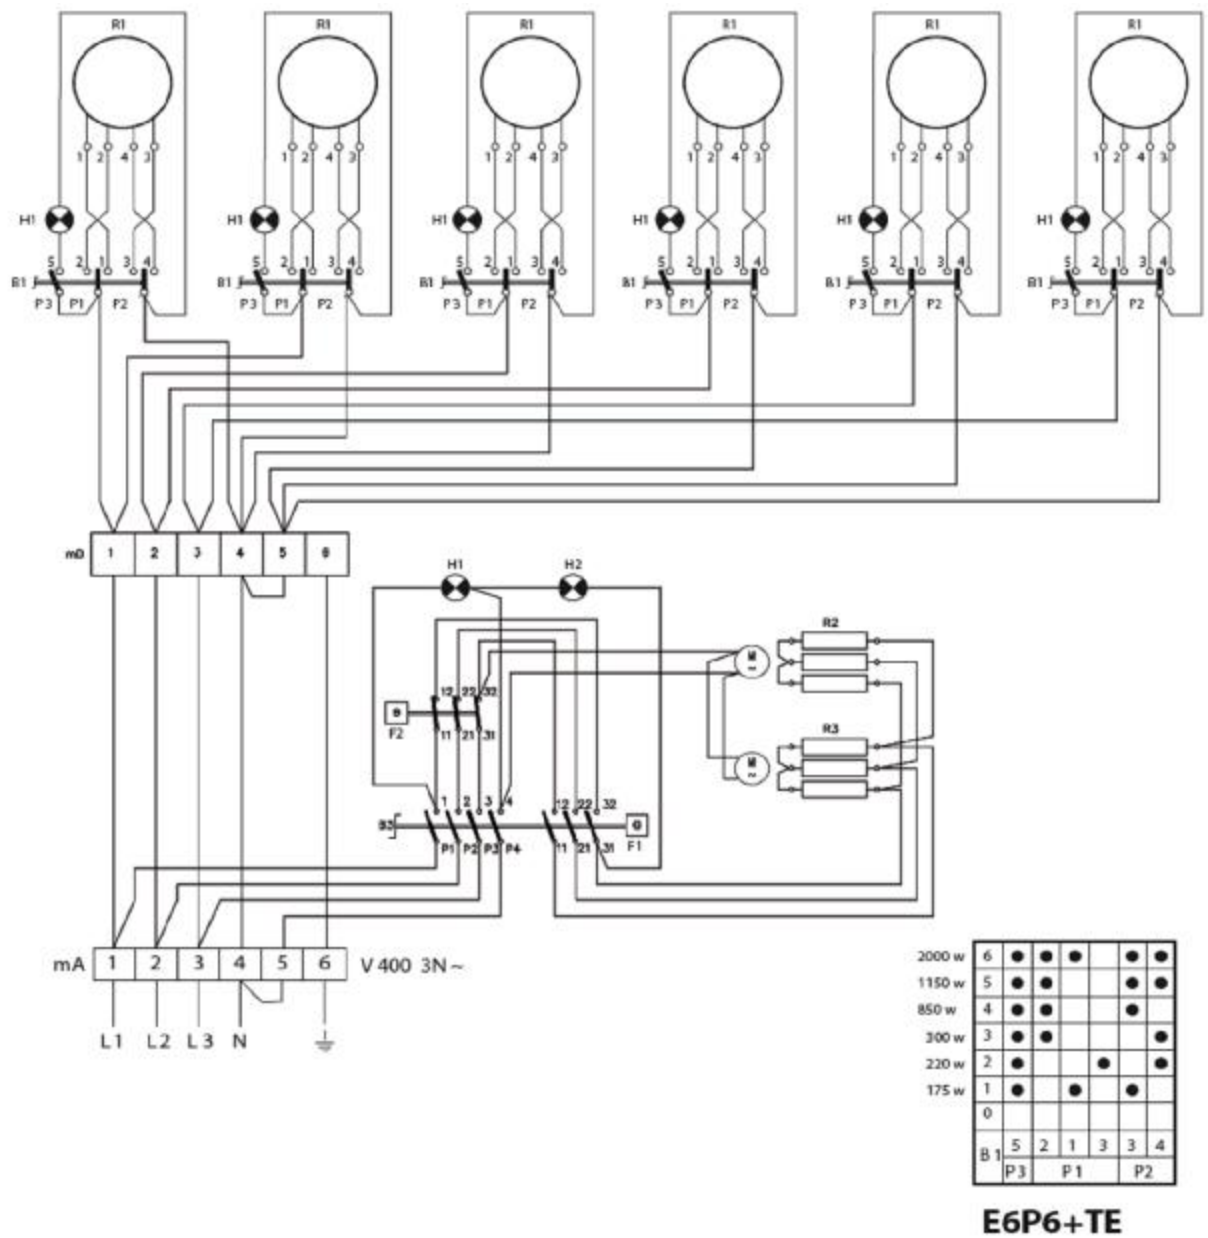 R1 R1 R1 R1 R1 R1
1 2 4 3 1 2 4 3 1 2 4 3 1 2 4 3 1 2 4 3 1 2 4 3
H1 H1 H1 H1 H1 H1
5 2 1 3 4 5 2 1 3 4 5 2 1 3 4 5 2 1 3 4 5 2 1 3 4 5 2 1 3 4
B1 B1 B1 B1 B1 B1
P3 P1 P2 P3 P1 P2 P3 P1 P2 P3 P1 P2 P3 P1 P2 P3 P1 P2
mD 1 2 3 4 5 6
H1 H2
R2
M ~
12 22 32
θ
F2
11 21 31
R3
M ~
1 2 3 4 12 22 32
B3 θ
F1
P1 P2 P3 P4 11 21 31
mA 1 2 3 4 5 6 V 400 3N ~
L1 L2 L3 N
2000 w 6
1150 w 5
850 w 4
300 w 3
220 w 2
175 w 1
0
B1 5 2 1 3 3 4
P3 P1 P2
E6P6+TE